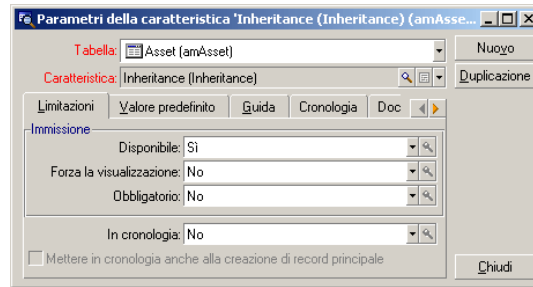 Parametri della caratteristica 'Inheritance (Inheritance) (amAsse...
Tabella: Asset (amAsset)
Nuovo
Caratteristica: Inheritance (Inheritance)
Duplicazione
Limitazioni Valore predefinito Guida Cronologia Doc
Immissione
Disponibile: Sì
Forza la visualizzazione: No
Obbligatorio: No
In cronologia: No
Mettere in cronologia anche alla creazione di record principale
Chiudi